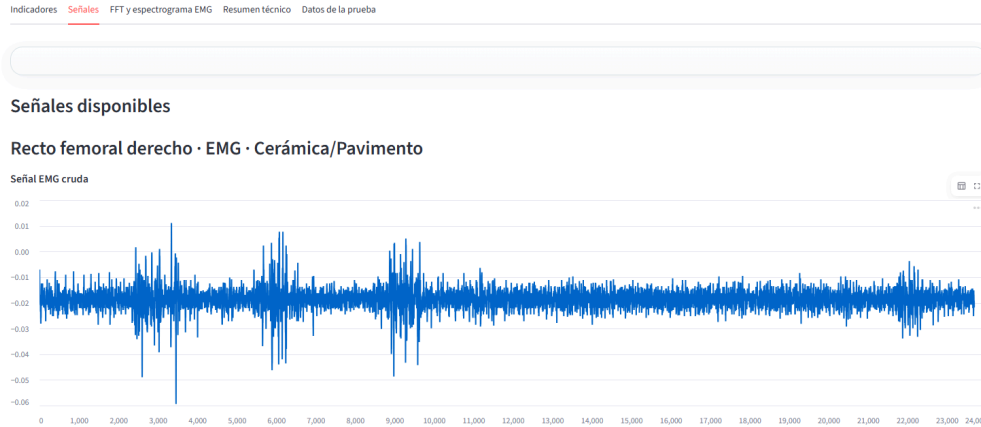 Indicadores Señales FFT y espectrograma EMG Resumen técnico Datos de la prueba
Señales disponibles
Recto femoral derecho · EMG · Cerámica/Pavimento
Señal EMG cruda
0.02
0.01
0.00
−0.01
−0.02
−0.03
−0.04
−0.05
−0.06
0 1,000 2,000 3,000 4,000 5,000 6,000 7,000 8,000 9,000 10,000 11,000 12,000 13,000 14,000 15,000 16,000 17,000 18,000 19,000 20,000 21,000 22,000 23,000 24,00